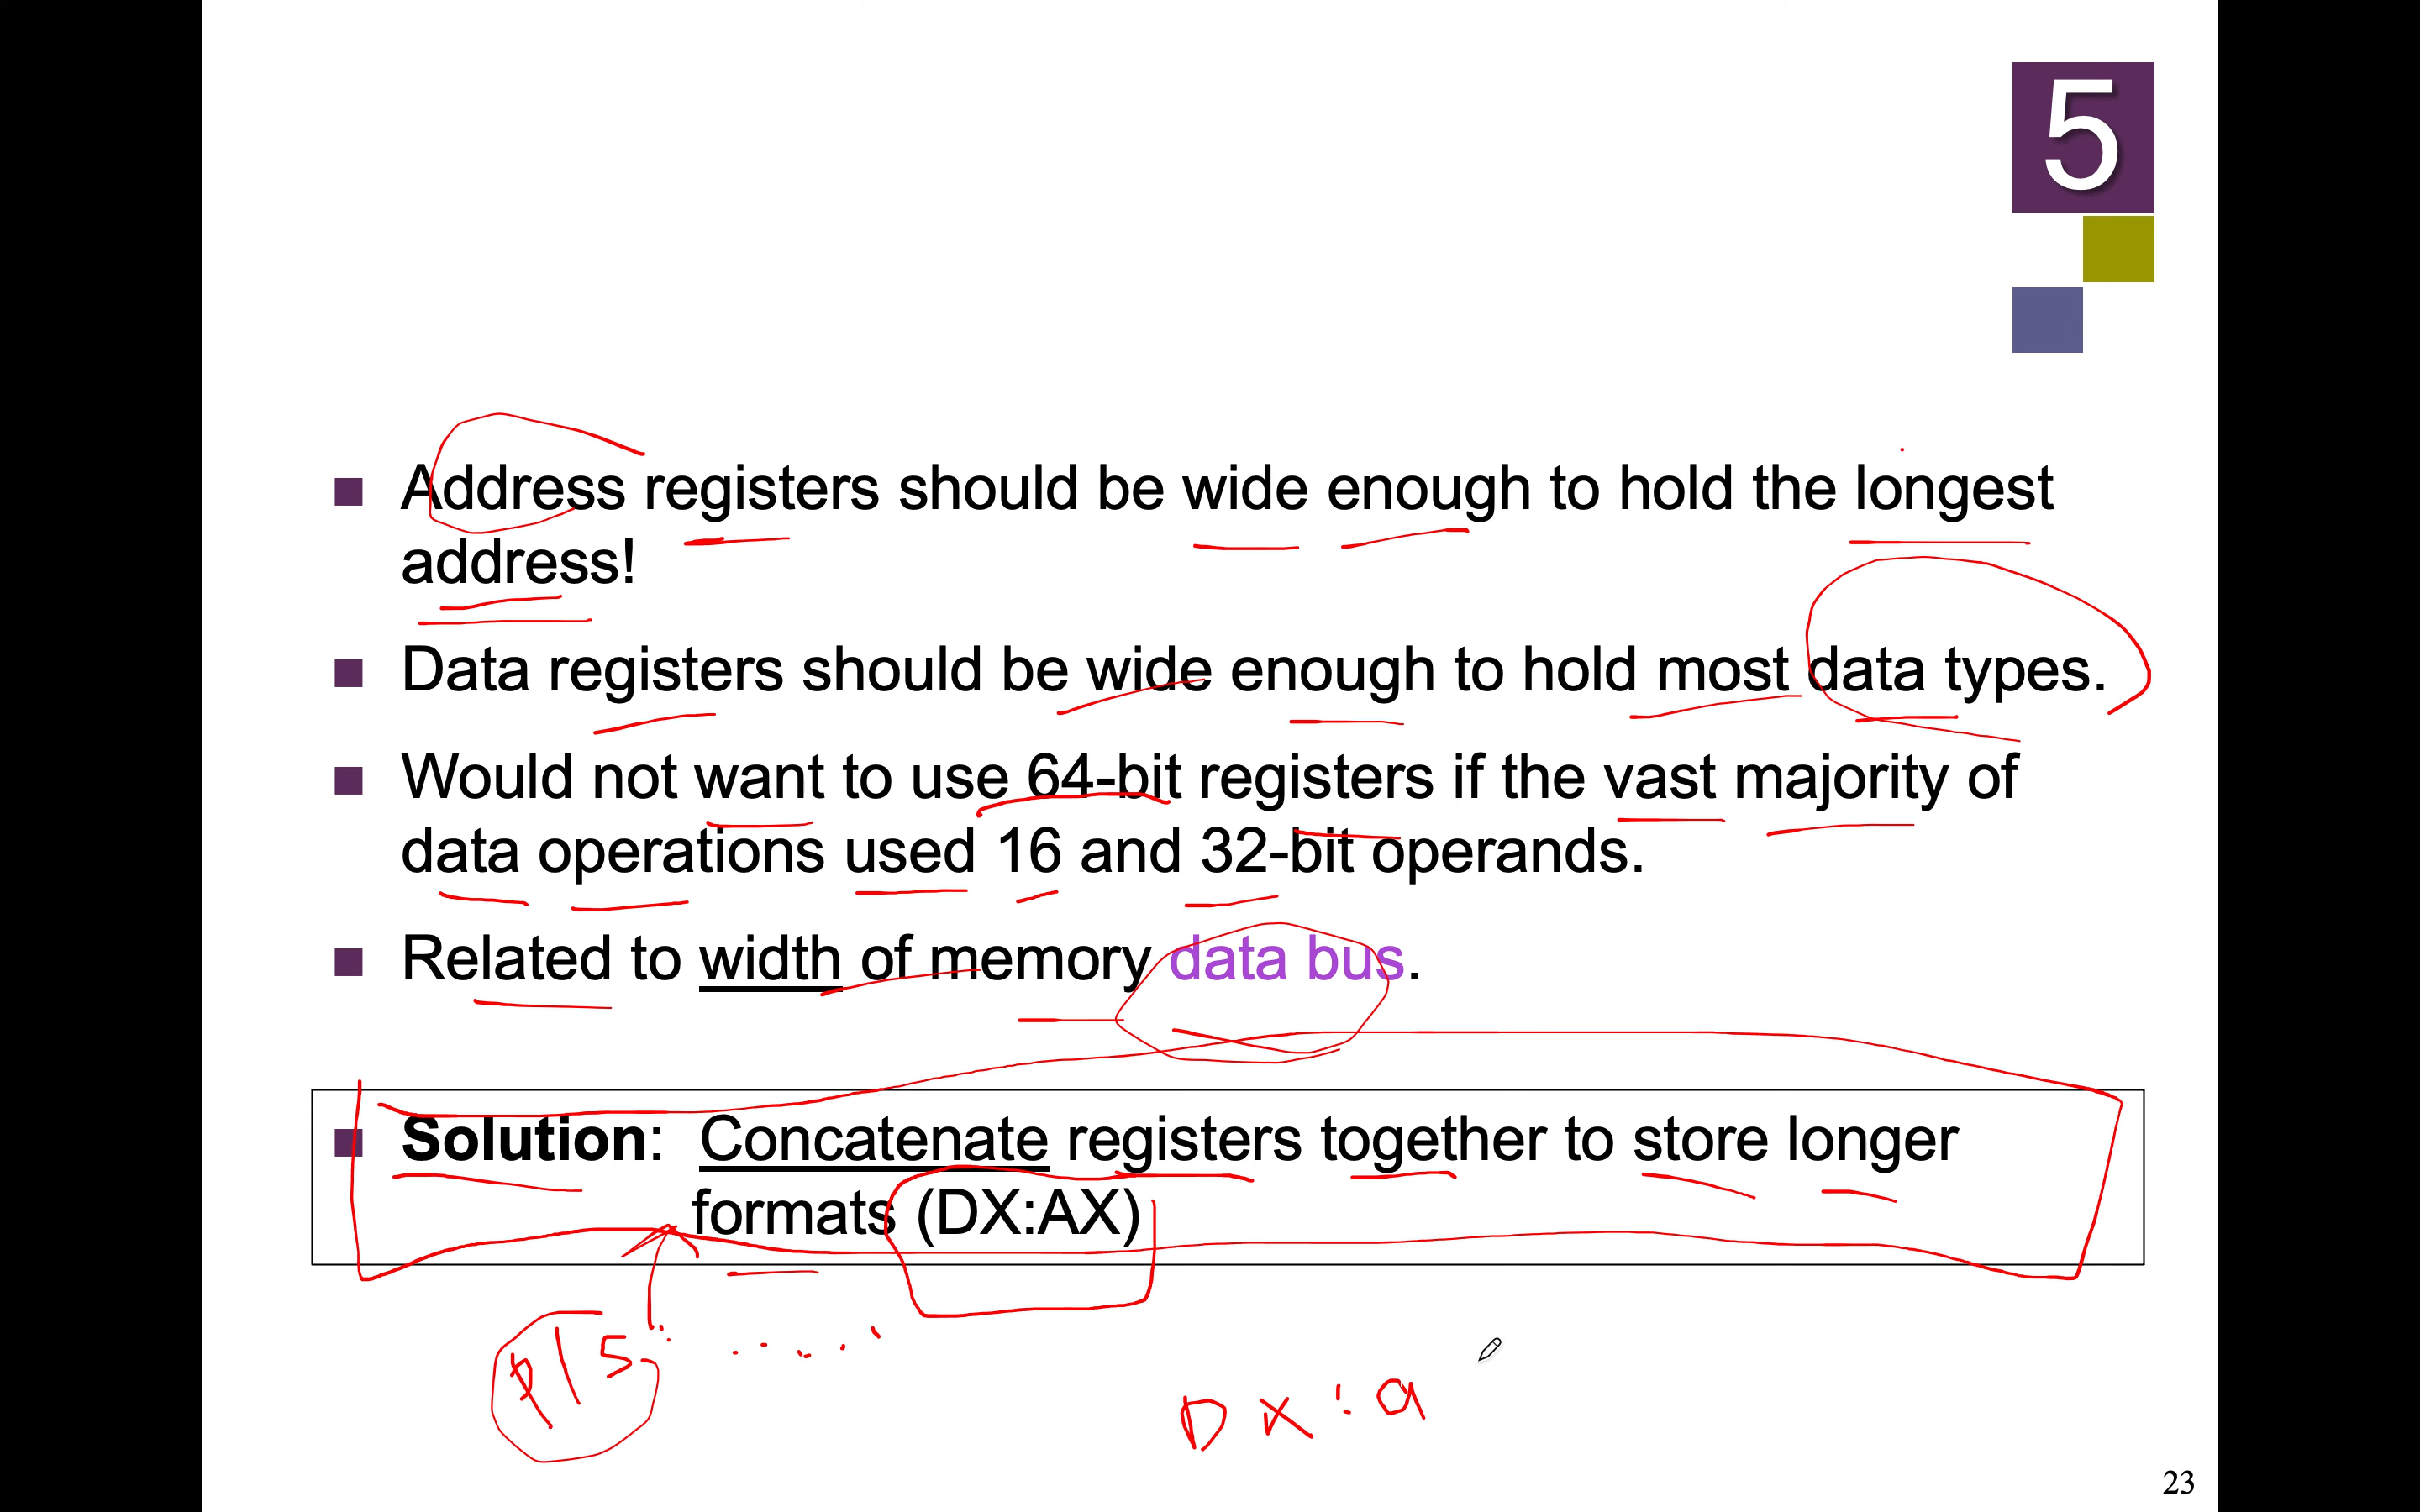 5
Address registers should be wide enough to hold the longest
address!
Data registers should be wide enough to hold most data types.
Would not want to use 64-bit registers if the vast majority of
data operations used 16 and 32-bit operands.
Related to width of memory data bus.
Solution: Concatenate registers together to store longer
formats (DX:AX)
DX:a
23